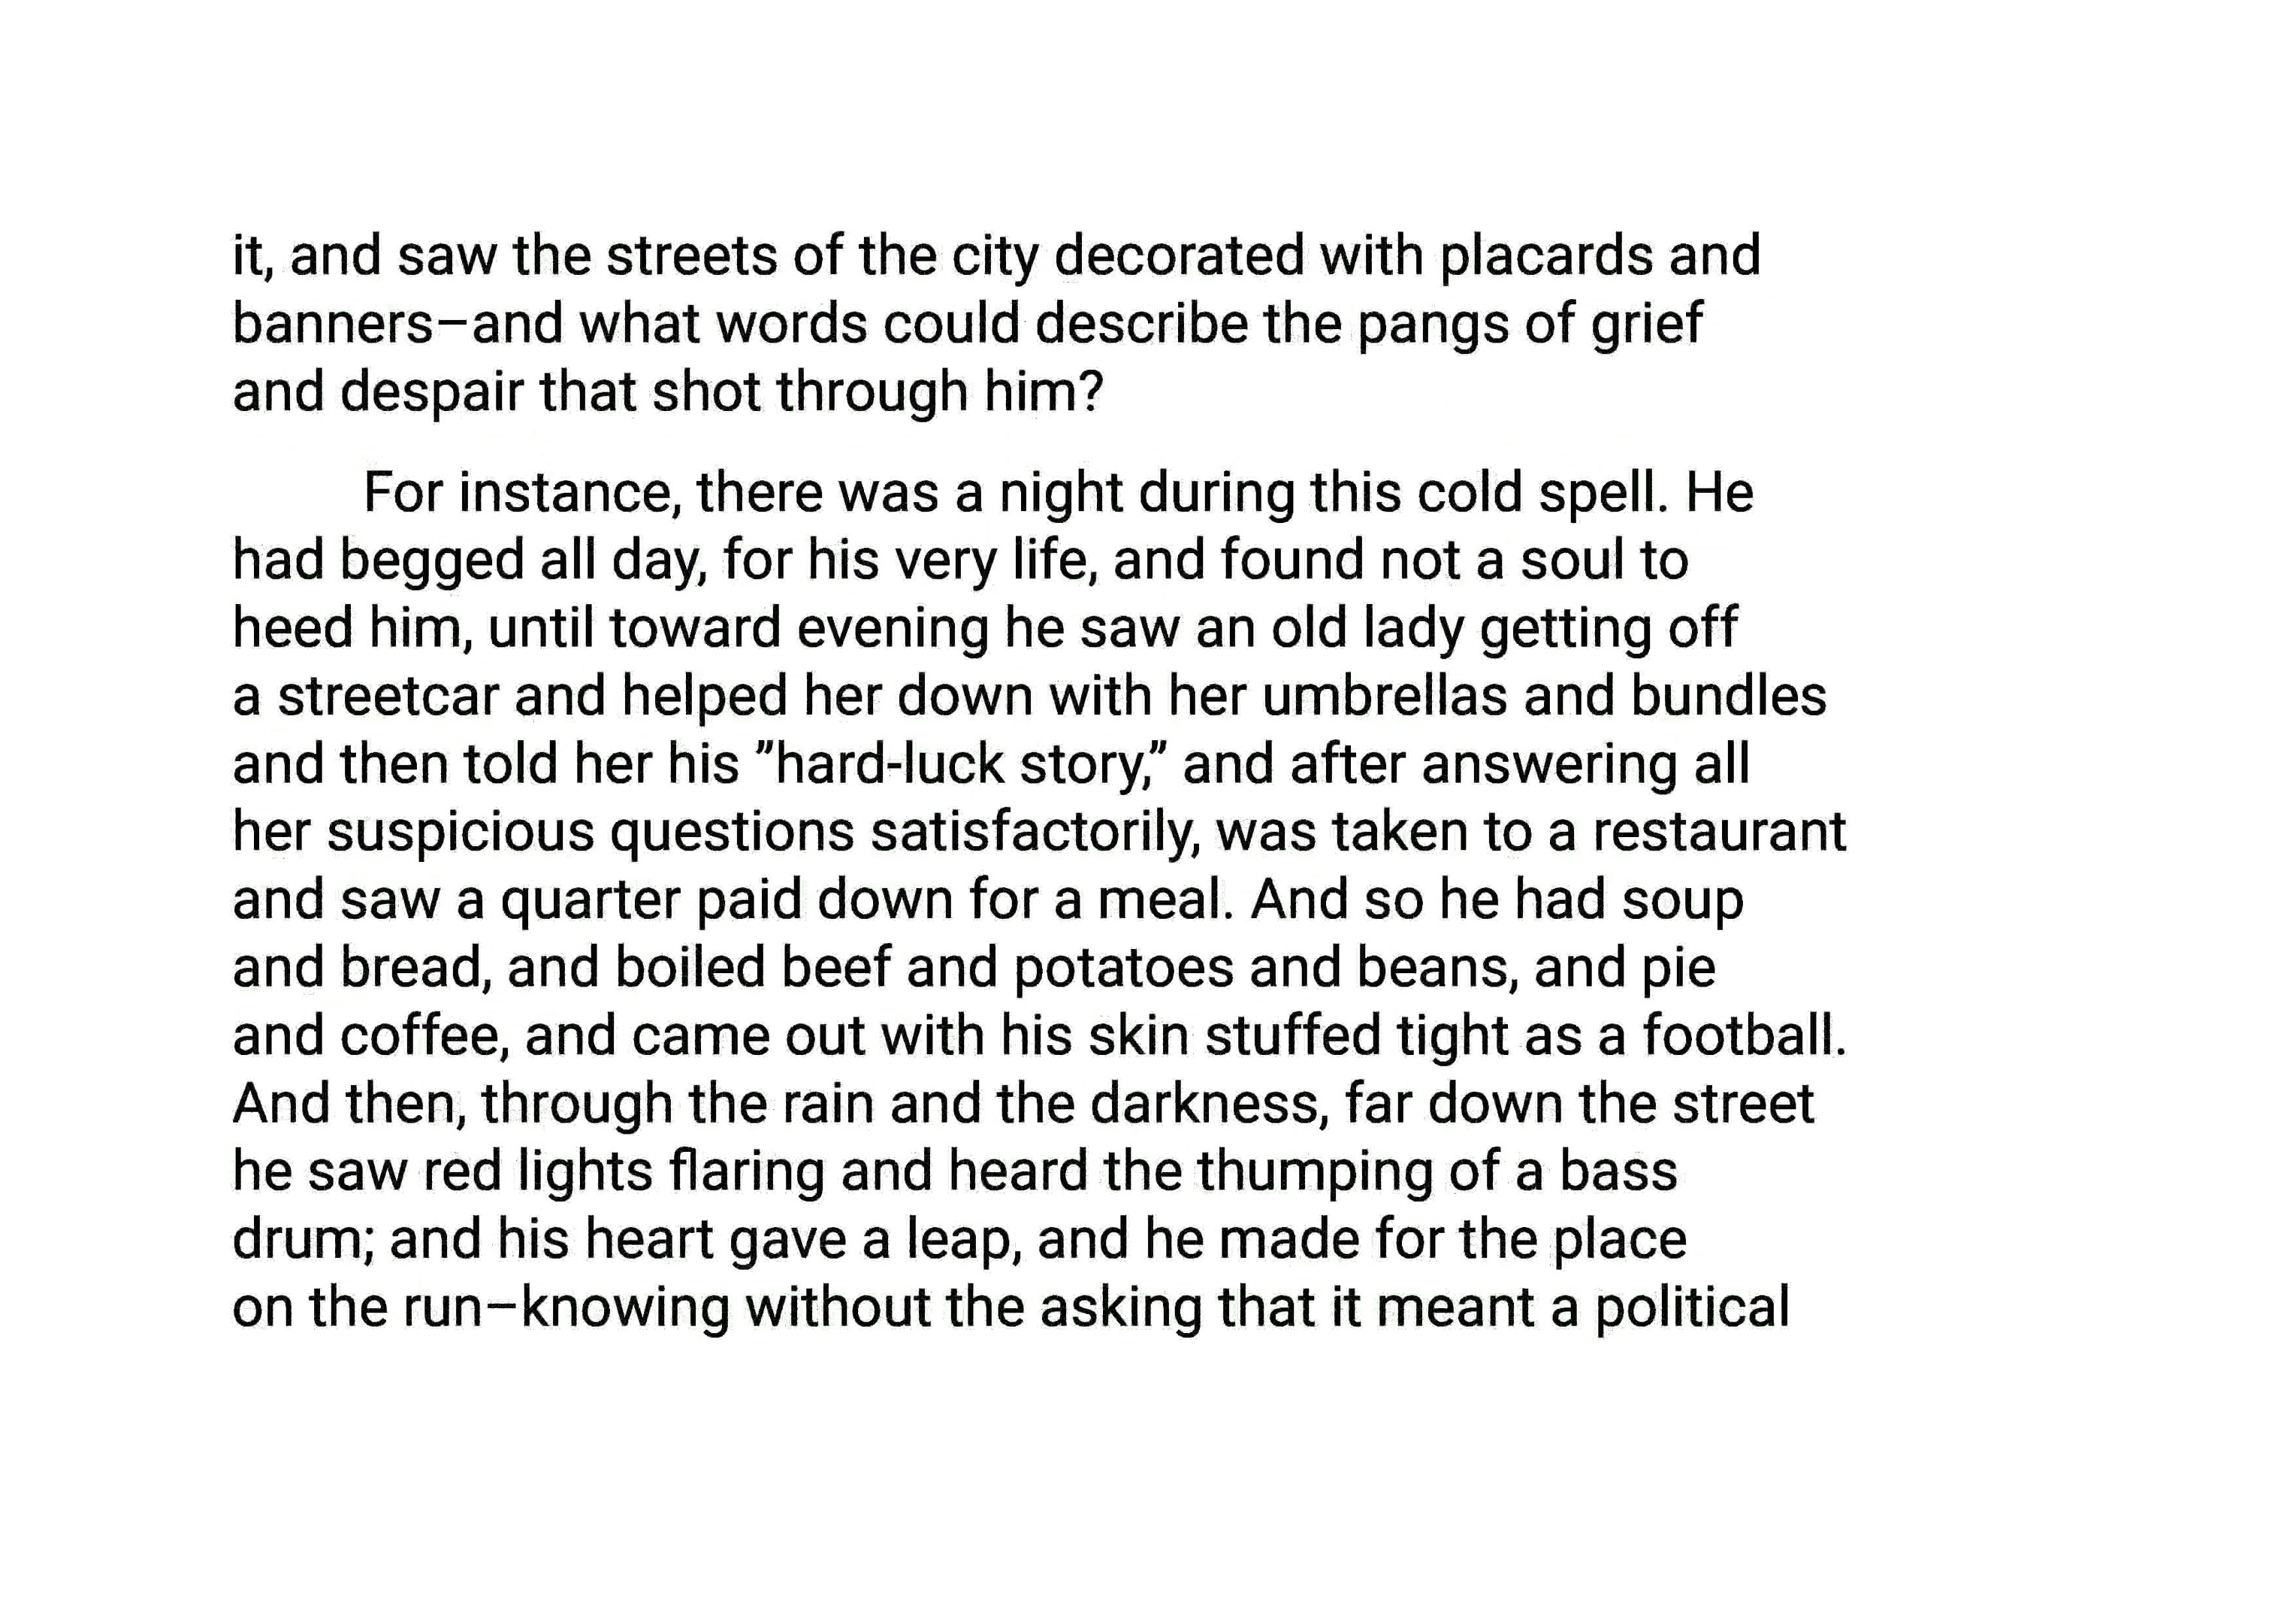 it, and saw the streets of the city decorated with placards and
banners–and what words could describe the pangs of grief
and despair that shot through him?
For instance, there was a night during this cold spell. He
had begged all day, for his very life, and found not a soul to
heed him, until toward evening he saw an old lady getting off
a streetcar and helped her down with her umbrellas and bundles
and then told her his ”hard-luck story,” and after answering all
her suspicious questions satisfactorily, was taken to a restaurant
and saw a quarter paid down for a meal. And so he had soup
and bread, and boiled beef and potatoes and beans, and pie
and coffee, and came out with his skin stuffed tight as a football.
And then, through the rain and the darkness, far down the street
he saw red lights flaring and heard the thumping of a bass
drum; and his heart gave a leap, and he made for the place
on the run–knowing without the asking that it meant a political